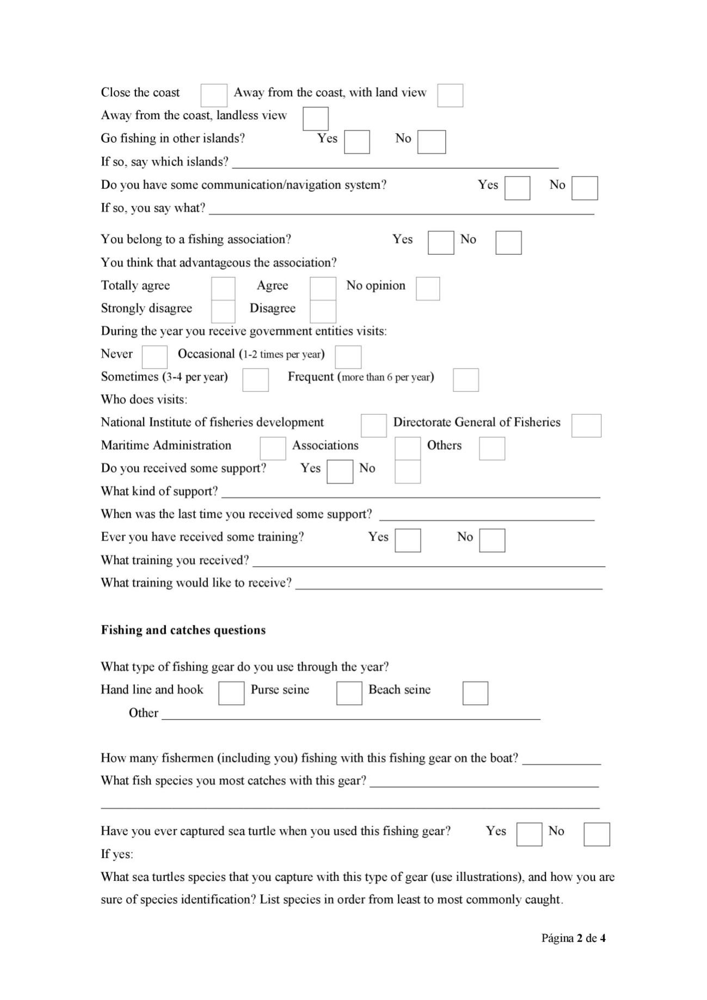 Close the coast Away from the coast, with land view
Away from the coast, landless view
Go fishing in other islands? Yes No
If so, say which islands?
Do you have some communication/navigation system? Yes No
If so, you say what?
You belong to a fishing association? Yes No
You think that advantageous the association?
Totally agree Agree No opinion
Strongly disagree Disagree
During the year you receive government entities visits:
Never Occasional (1-2 times per year)
Sometimes (3-4 per year) Frequent (more than 6 per year)
Who does visits:
National Institute of fisheries development Directorate General of Fisheries
Maritime Administration Associations Others
Do you received some support? Yes No
What kind of support?
When was the last time you received some support?
Ever you have received some training? Yes No
What training you received?
What training would like to receive?
Fishing and catches questions
What type of fishing gear do you use through the year?
Hand line and hook Purse seine Beach seine
Other
How many fishermen (including you) fishing with this fishing gear on the boat?
What fish species you most catches with this gear?
Have you ever captured sea turtle when you used this fishing gear? Yes No
If yes:
What sea turtles species that you capture with this type of gear (use illustrations), and how you are
sure of species identification? List species in order from least to most commonly caught.
Página 2 de 4